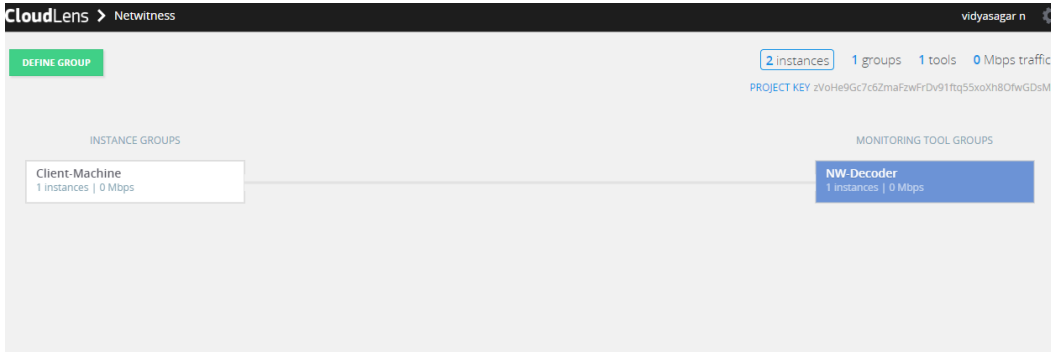 CloudLens > Netwitness vidyasagar n
DEFINE GROUP 2 instances 1 groups 1 tools 0 Mbps traffic
PROJECT KEY zVoHe9Gc7c6ZmaFzwFrDv91ftq55xoXh8OfwGDsM
INSTANCE GROUPS MONITORING TOOL GROUPS
Client-Machine NW-Decoder
1 instances | 0 Mbps 1 instances | 0 Mbps